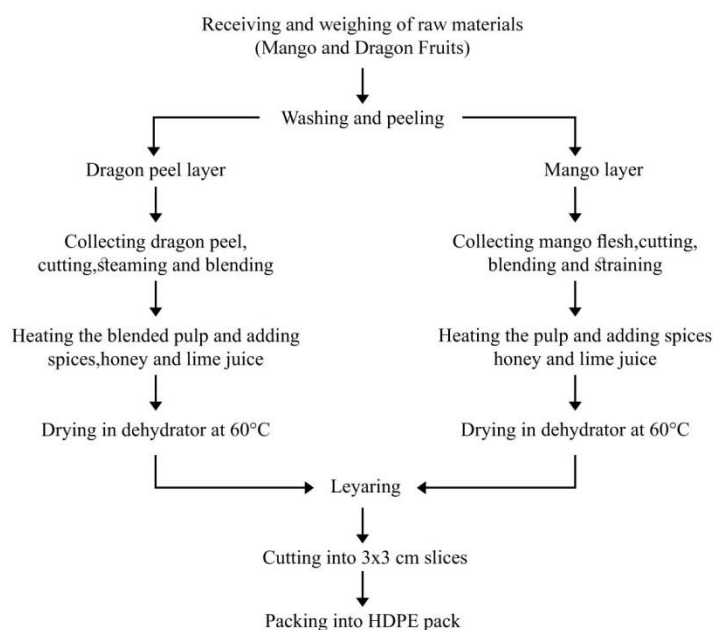 Receiving and weighing of raw materials
(Mango and Dragon Fruits)
Washing and peeling
Dragon peel layer
Collecting dragon peel,
cutting,steaming and blending
Heating the blended pulp and adding
spices,honey and lime juice
Drying in dehydrator at 60°C
Mango layer
Collecting mango flesh,cutting,
blending and straining
Heating the pulp and adding spices
honey and lime juice
Drying in dehydrator at 60°C
Leyaring
Cutting into 3x3 cm slices
Packing into HDPE pack